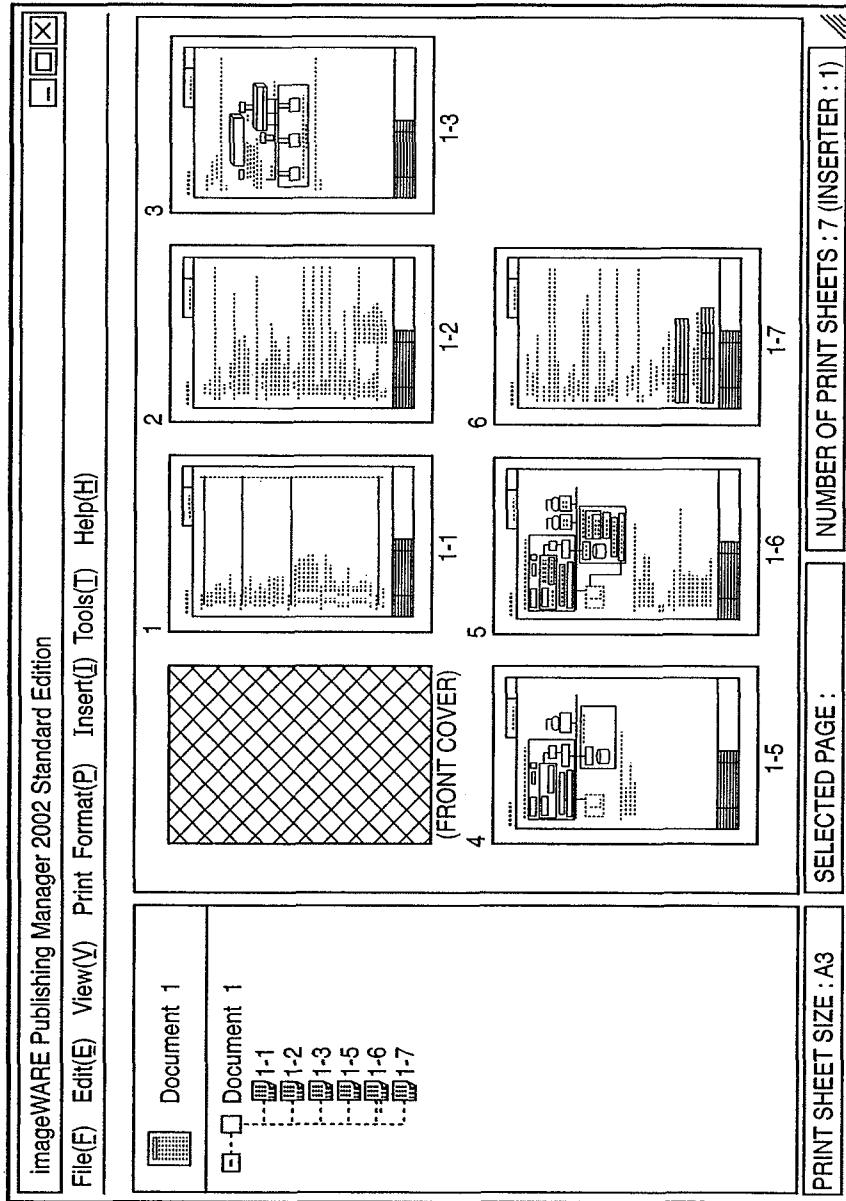 imageWARE Publishing Manager 2002 Standard Edition
File(F) Edit(E) View(V) Print Format(P) Insert(I) Tools(T) Help(H)
Document 1
Document 1
1-1
1-2
1-3
1-5
1-6
1-7
(FRONT COVER)
1
1-1
2
1-2
3
1-3
4
1-5
5
1-6
6
1-7
PRINT SHEET SIZE : A3
SELECTED PAGE :
NUMBER OF PRINT SHEETS : 7 (INSERTER : 1)